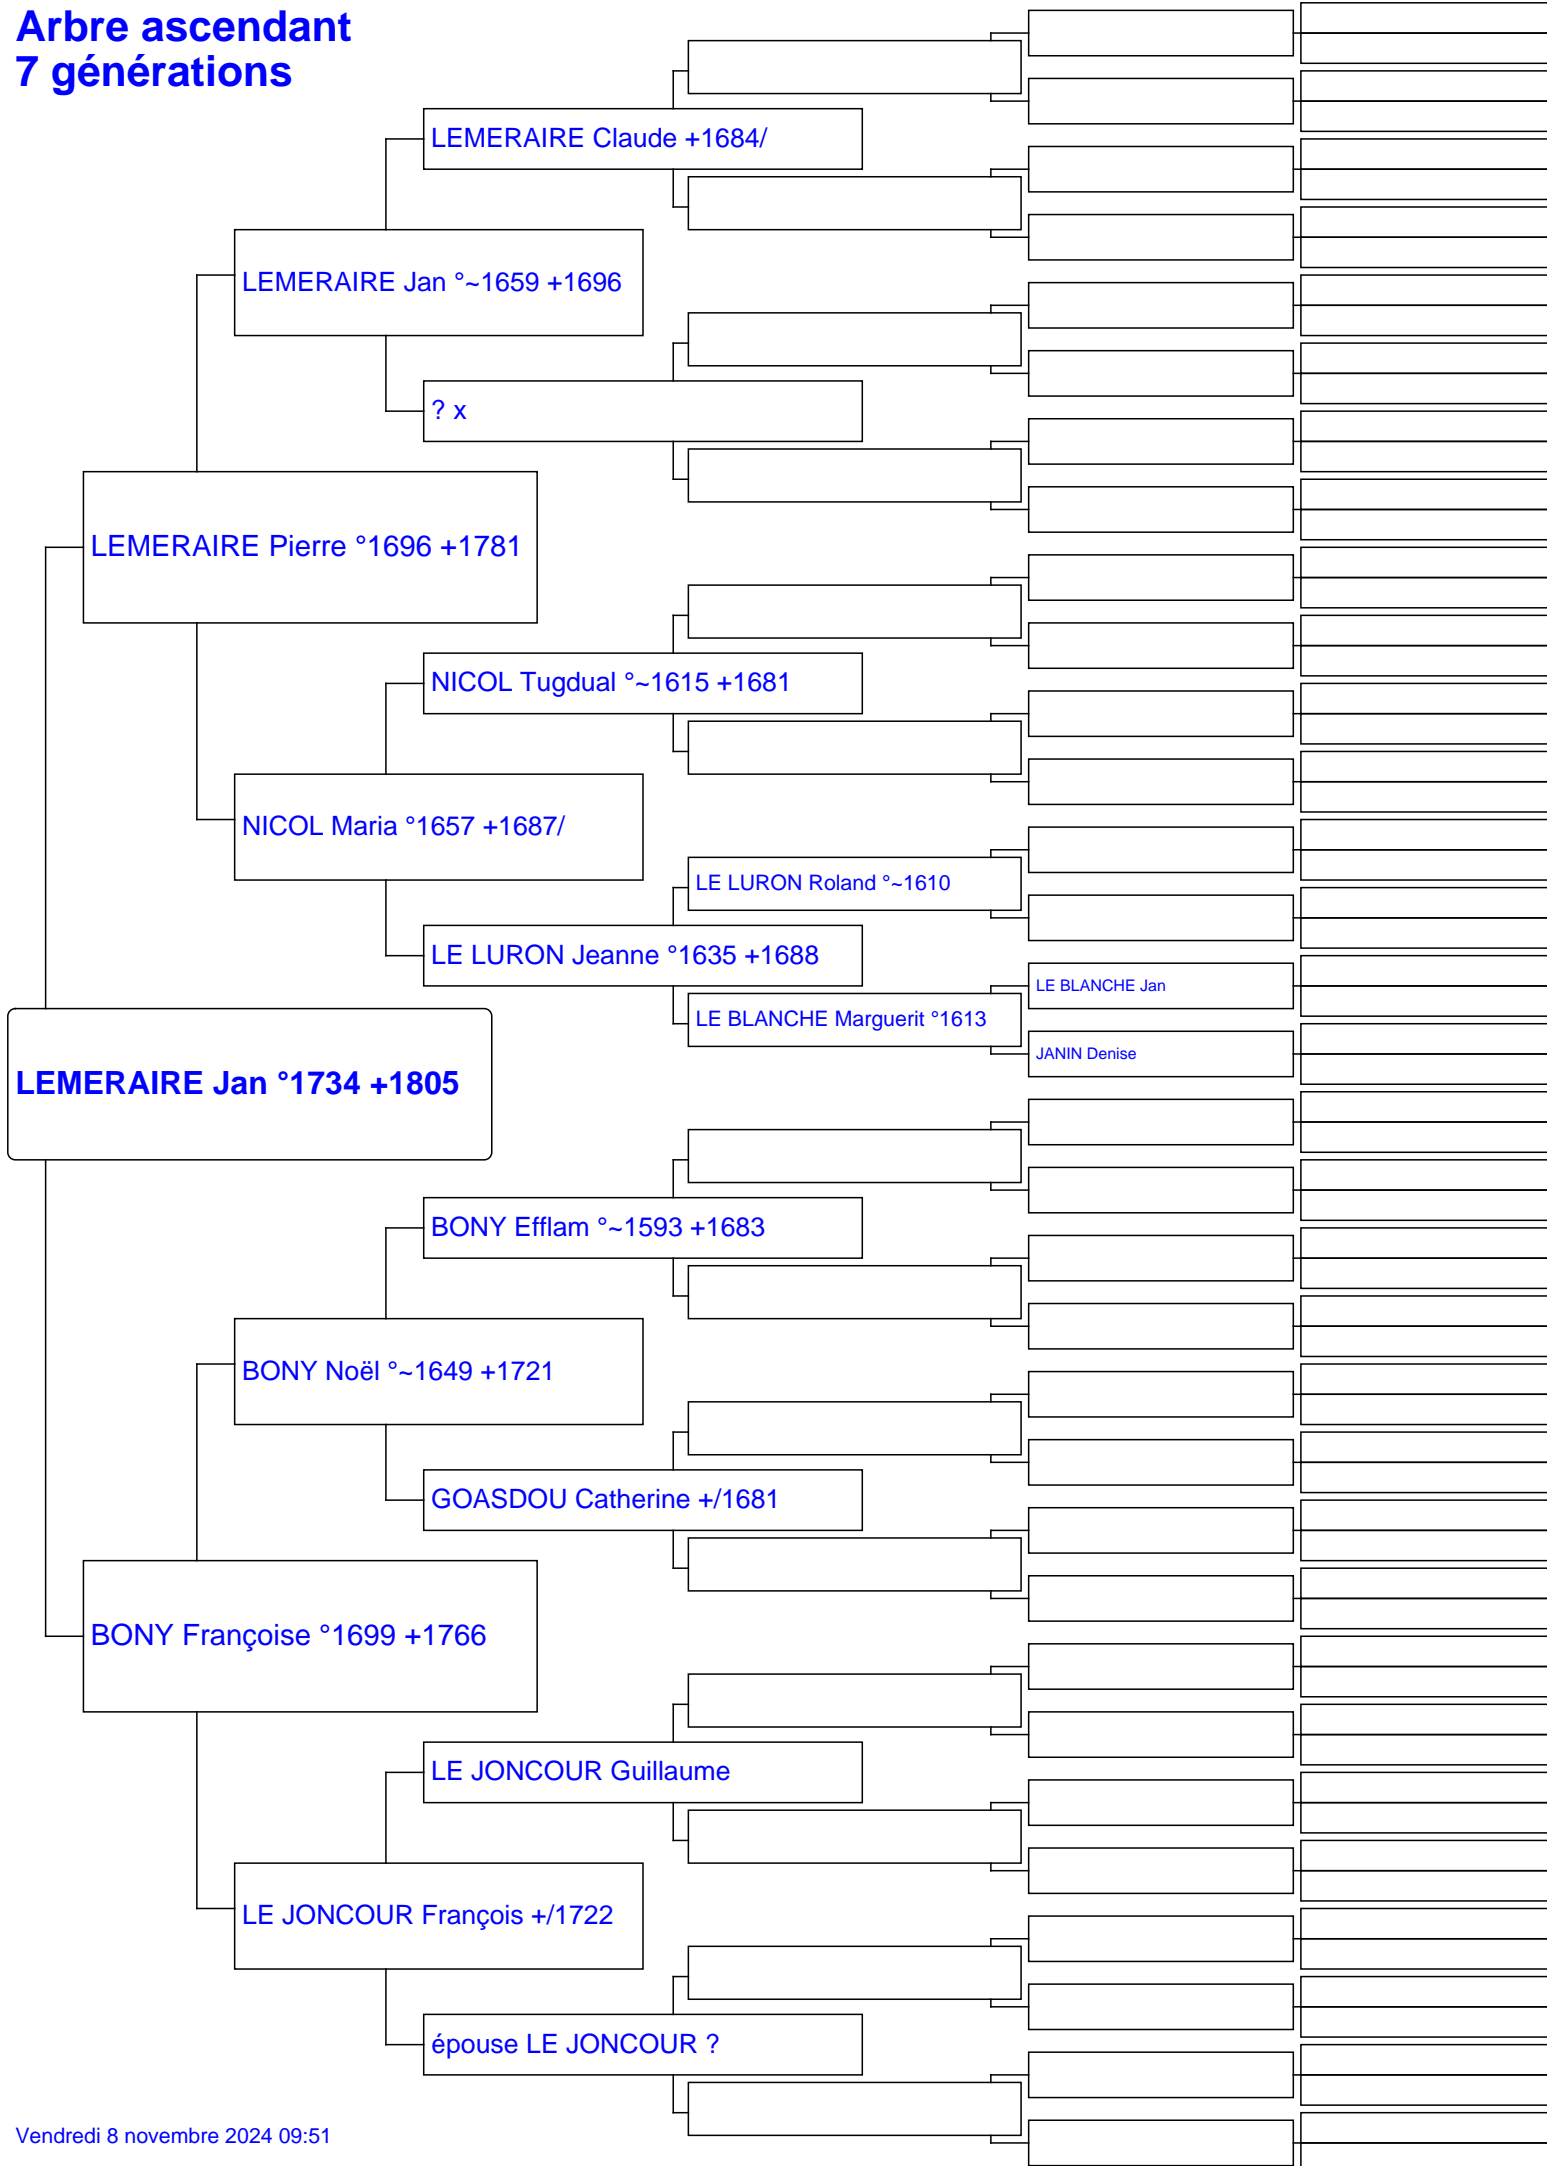 Arbre ascendant
7 générations
LEMERAIRE Claude +1684/
LEMERAIRE Jan °~1659 +1696
? x
LEMERAIRE Pierre °1696 +1781
NICOL Tugdual °~1615 +1681
NICOL Maria °1657 +1687/
LE LURON Roland °~1610
LE LURON Jeanne °1635 +1688
LE BLANCHE Jan
LE BLANCHE Marguerit °1613
JANIN Denise
LEMERAIRE Jan °1734 +1805
BONY Efflam °~1593 +1683
BONY Noël °~1649 +1721
GOASDOU Catherine +/1681
BONY Françoise °1699 +1766
LE JONCOUR Guillaume
LE JONCOUR François +/1722
épouse LE JONCOUR ?
Vendredi 8 novembre 2024 09:51